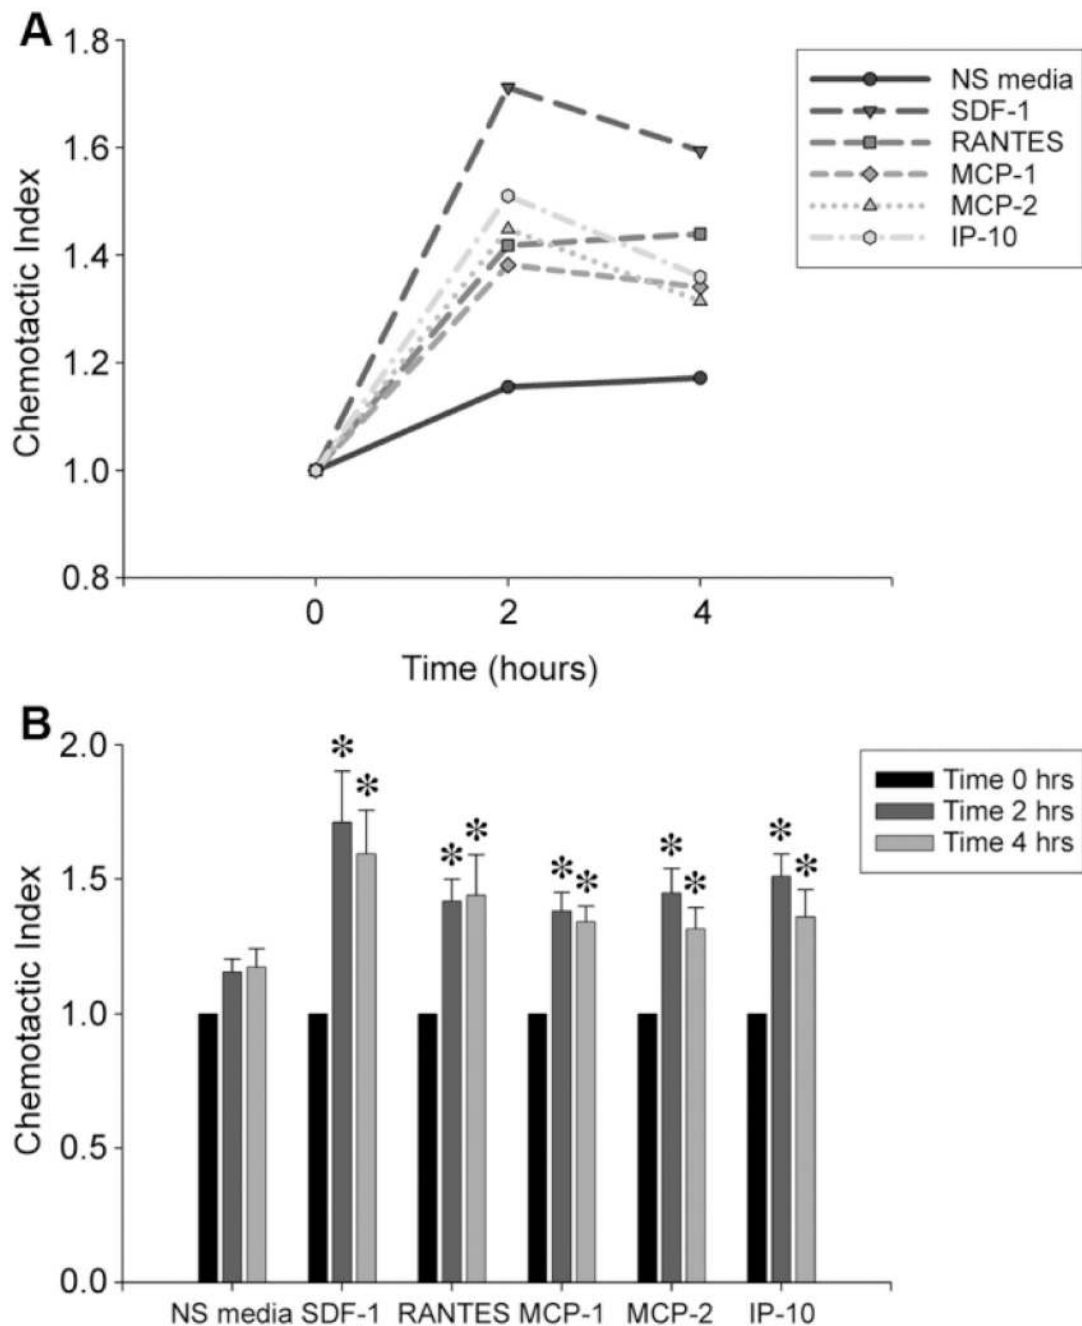 A
1.8
1.6
1.4
1.2
1.0
0.8
Chemotactic Index
0 2 4
Time (hours)
NS media
SDF-1
RANTES
MCP-1
MCP-2
IP-10
B
2.0
1.5
1.0
0.5
0.0
Chemotactic Index
* * * * * * * * * *
Time 0 hrs
Time 2 hrs
Time 4 hrs
NS media SDF-1 RANTES MCP-1 MCP-2 IP-10